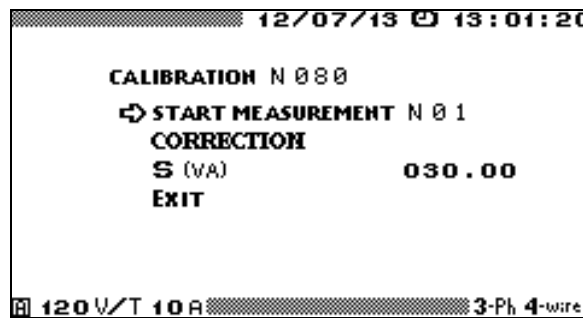 12/07/13 13:01:20
CALIBRATION N 080
START MEASUREMENT N 01
CORRECTION
S (VA) 030.00
EXIT
A 120 V/T 10 A 3-Ph 4-wire